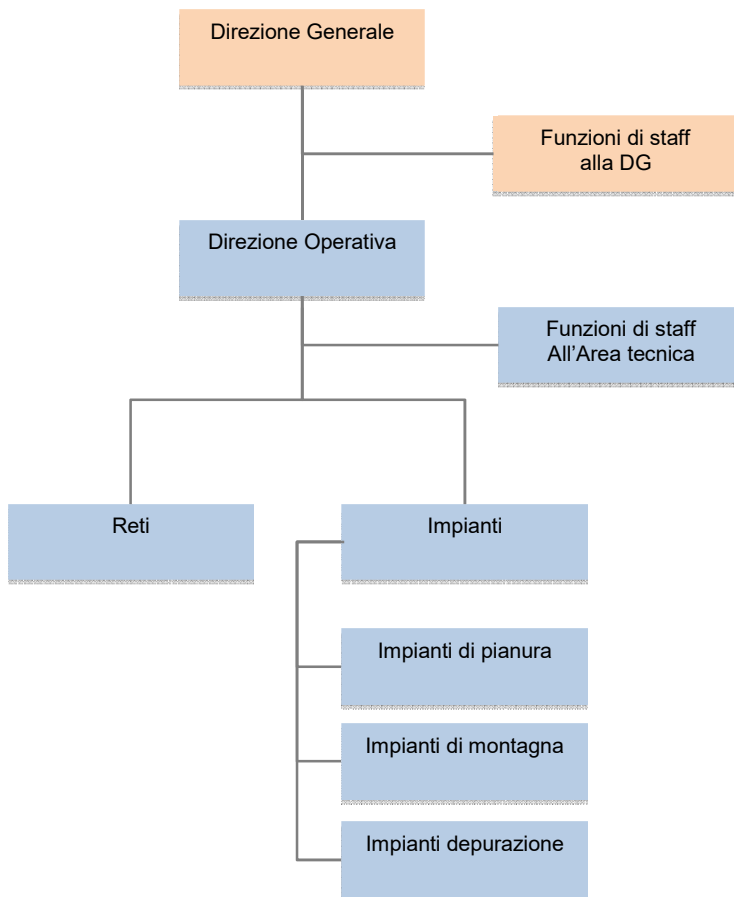 Direzione Generale
Funzioni di staff
alla DG
Direzione Operativa
Funzioni di staff
All'Area tecnica
Reti
Impianti
Impianti di pianura
Impianti di montagna
Impianti depurazione